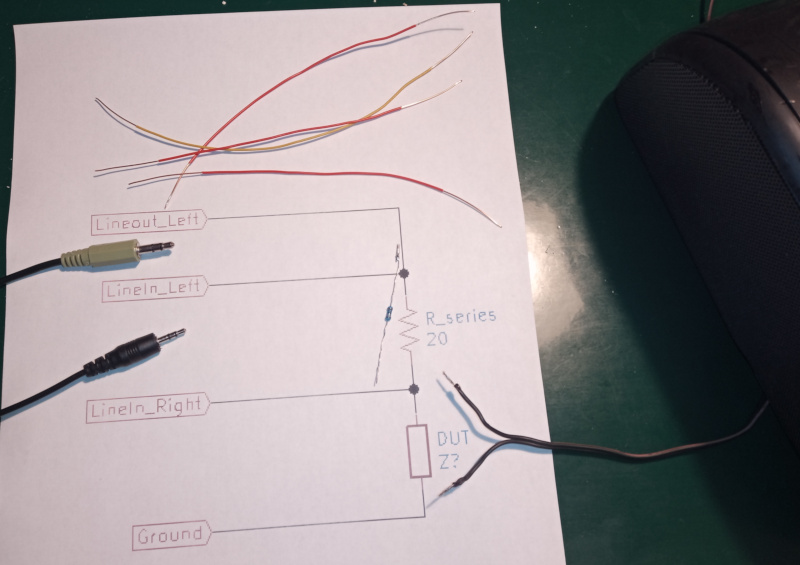 Lineout_Left
LineIn_Left
R_series
20
LineIn_Right
DUT
Z?
Ground